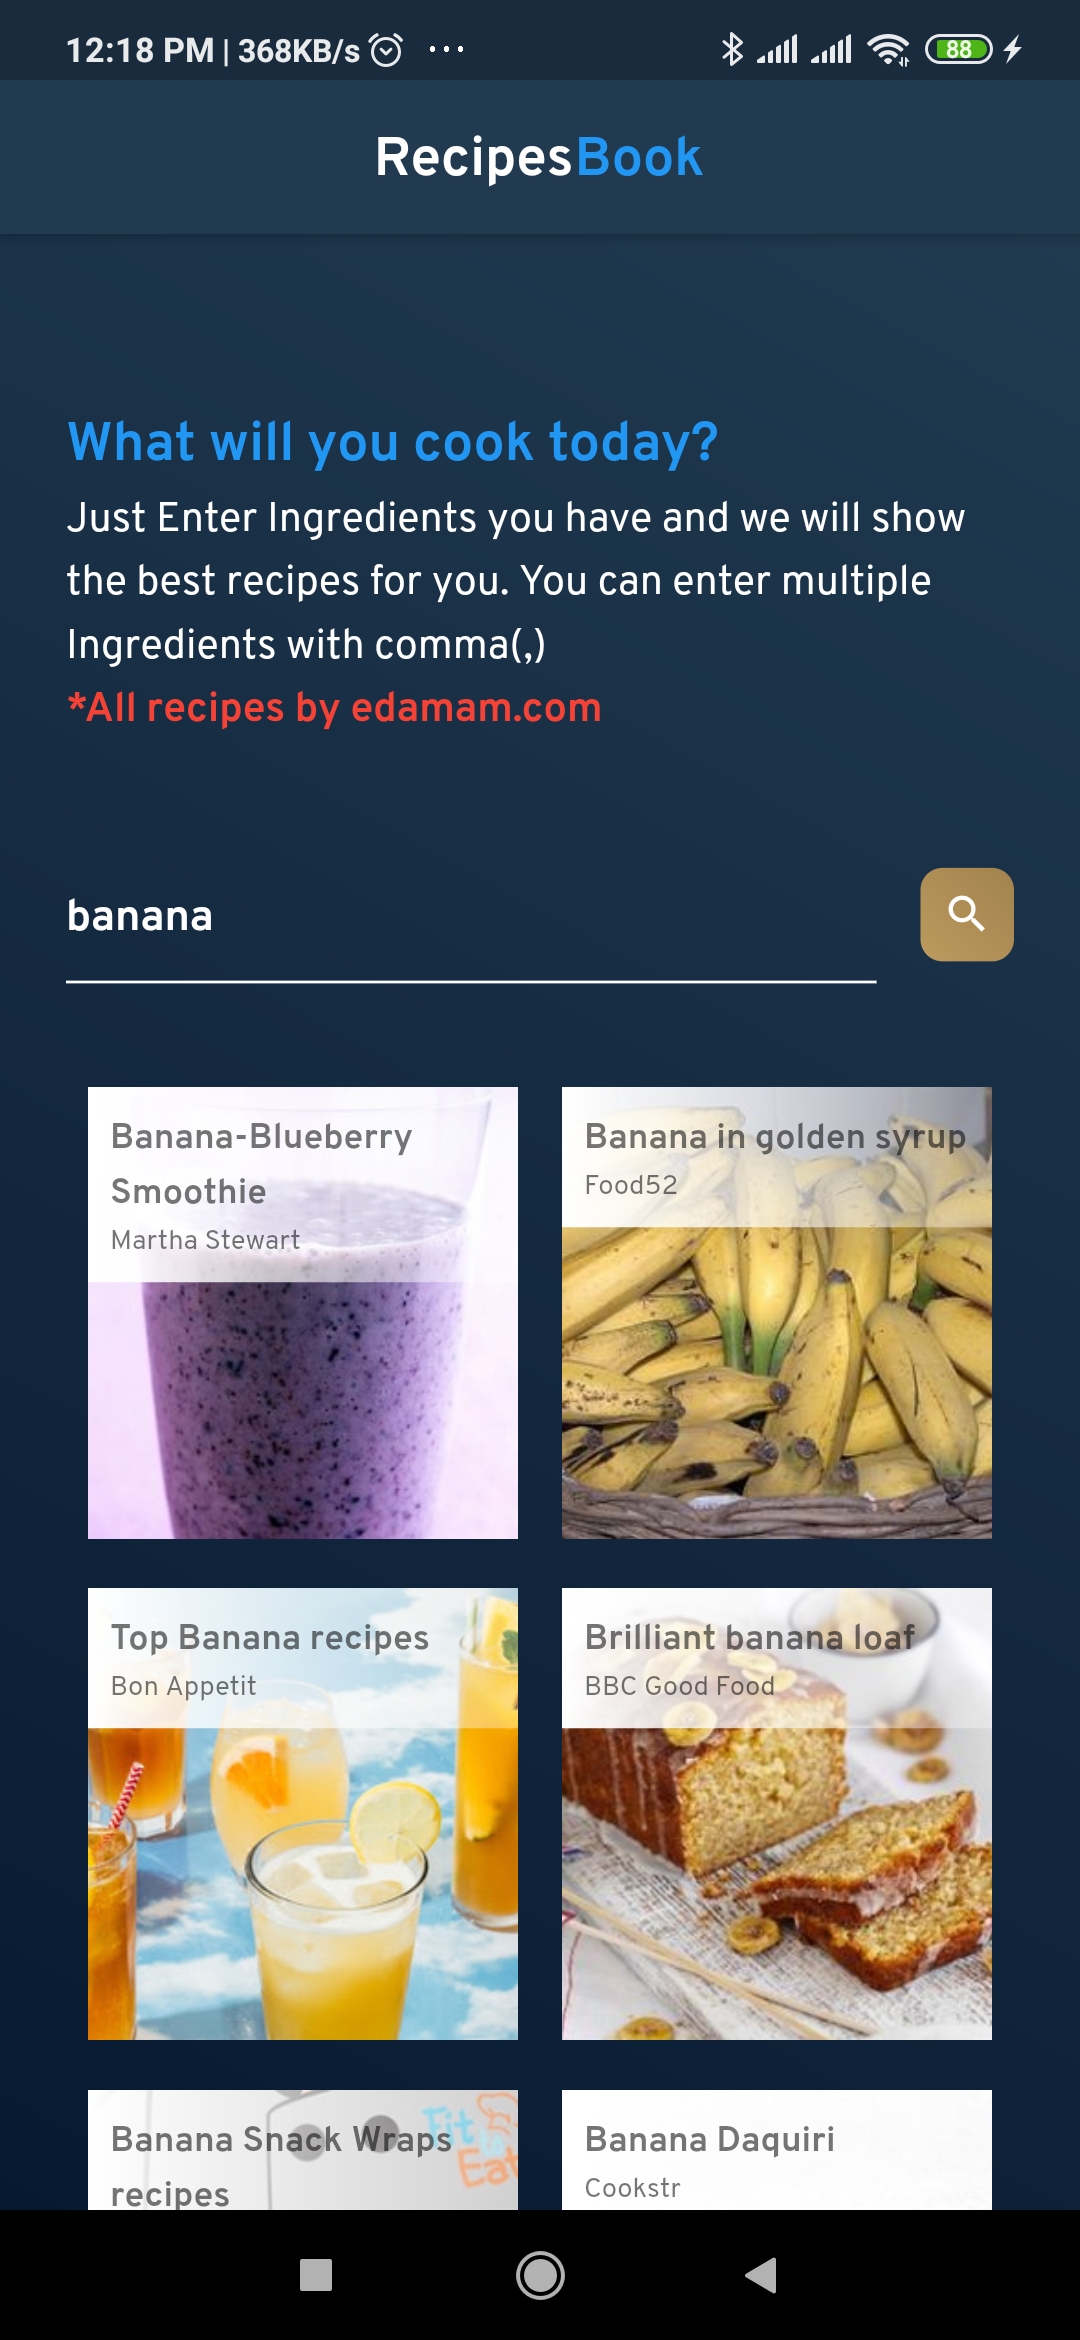 12:18 PM | 368KB/s ...
88
RecipesBook
What will you cook today?
Just Enter Ingredients you have and we will show
the best recipes for you. You can enter multiple
Ingredients with comma(,)
*All recipes by edamam.com
banana
Banana-Blueberry
Smoothie
Martha Stewart
Banana in golden syrup
Food52
Top Banana recipes
Bon Appetit
Brilliant banana loaf
BBC Good Food
Banana Snack Wraps
recipes
Fit
Eat
Banana Daquiri
Cookstr